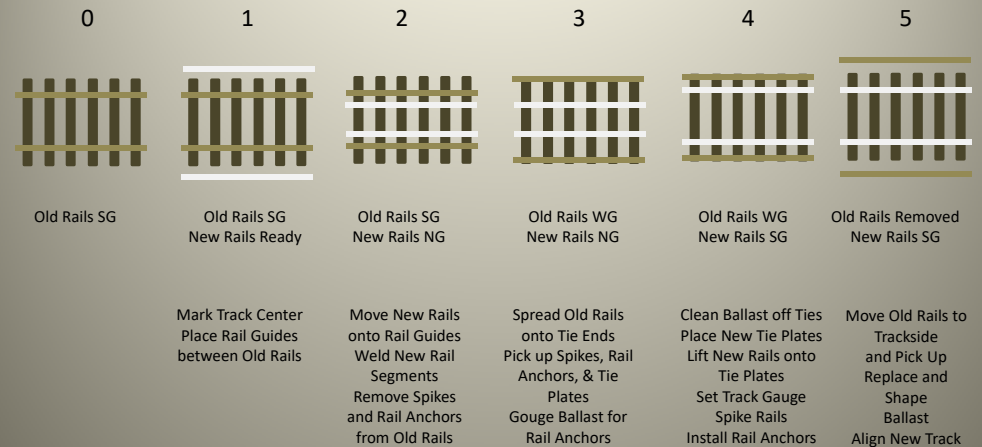 0
1
2
3
4
5
Old Rails SG
Old Rails SG
New Rails Ready
Old Rails SG
New Rails NG
Old Rails WG
New Rails NG
Old Rails WG
New Rails SG
Old Rails Removed
New Rails SG
Mark Track Center
Place Rail Guides
between Old Rails
Move New Rails
onto Rail Guides
Weld New Rail
Segments
Remove Spikes
and Rail Anchors
from Old Rails
Spread Old Rails
onto Tie Ends
Pick up Spikes, Rail
Anchors, & Tie
Plates
Gouge Ballast for
Rail Anchors
Clean Ballast off Ties
Place New Tie Plates
Lift New Rails onto
Tie Plates
Set Track Gauge
Spike Rails
Install Rail Anchors
Move Old Rails to
Trackside
and Pick Up
Replace and
Shape
Ballast
Align New Track